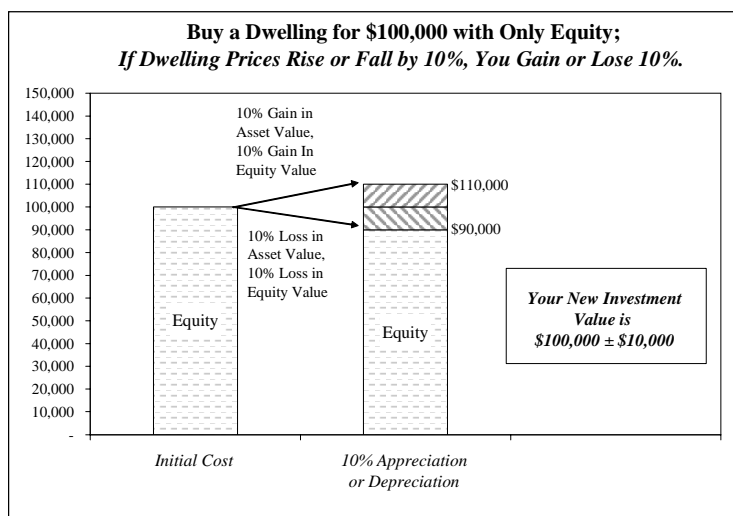 Buy a Dwelling for $100,000 with Only Equity;
If Dwelling Prices Rise or Fall by 10%, You Gain or Lose 10%.
150,000
140,000
130,000
120,000
110,000
100,000
90,000
80,000
70,000
60,000
50,000
40,000
30,000
20,000
10,000
-
10% Gain in
Asset Value,
10% Gain In
Equity Value
$110,000
$90,000
10% Loss in
Asset Value,
10% Loss in
Equity Value
Equity
Equity
Your New Investment
Value is
$100,000 ± $10,000
Initial Cost
10% Appreciation
or Depreciation